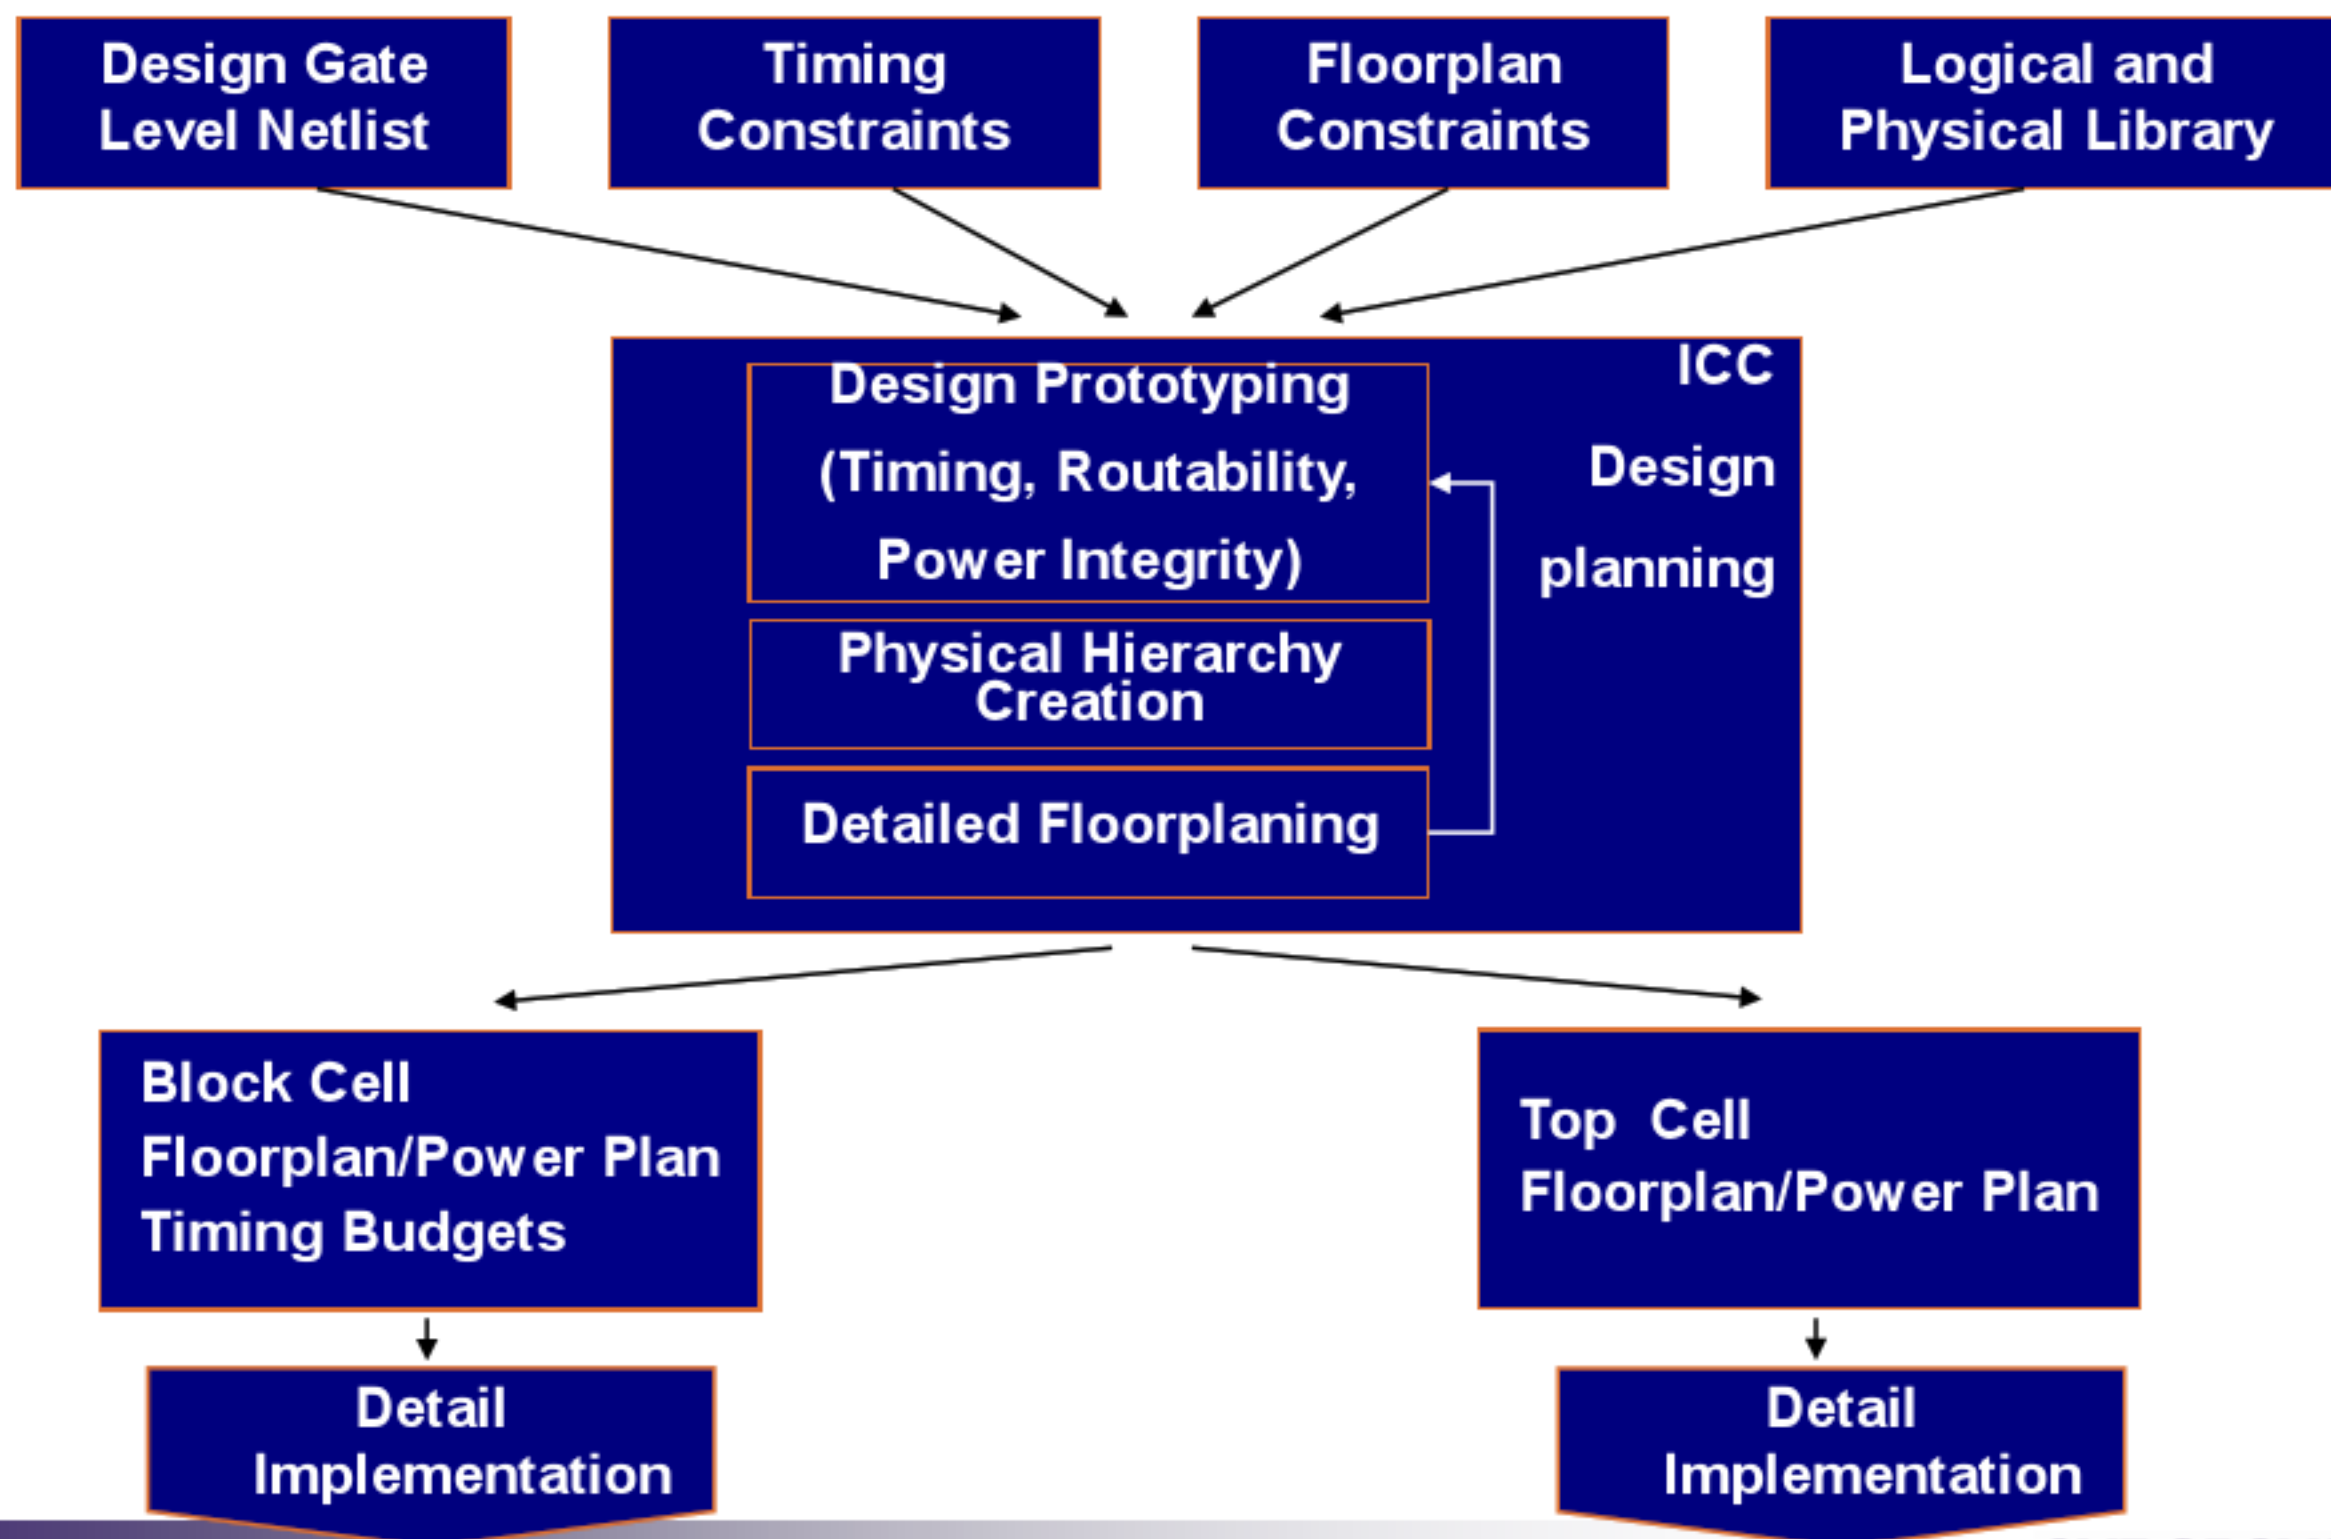 Design Gate
Level Netlist
Timing
Constraints
Floorplan
Constraints
Logical and
Physical Library
ICC
Design
planning
Design Prototyping
(Timing, Routability,
Power Integrity)
Physical Hierarchy
Creation
Detailed Floorplaning
Block Cell
Floorplan/Power Plan
Timing Budgets
Top Cell
Floorplan/Power Plan
Detail
Implementation
Detail
Implementation